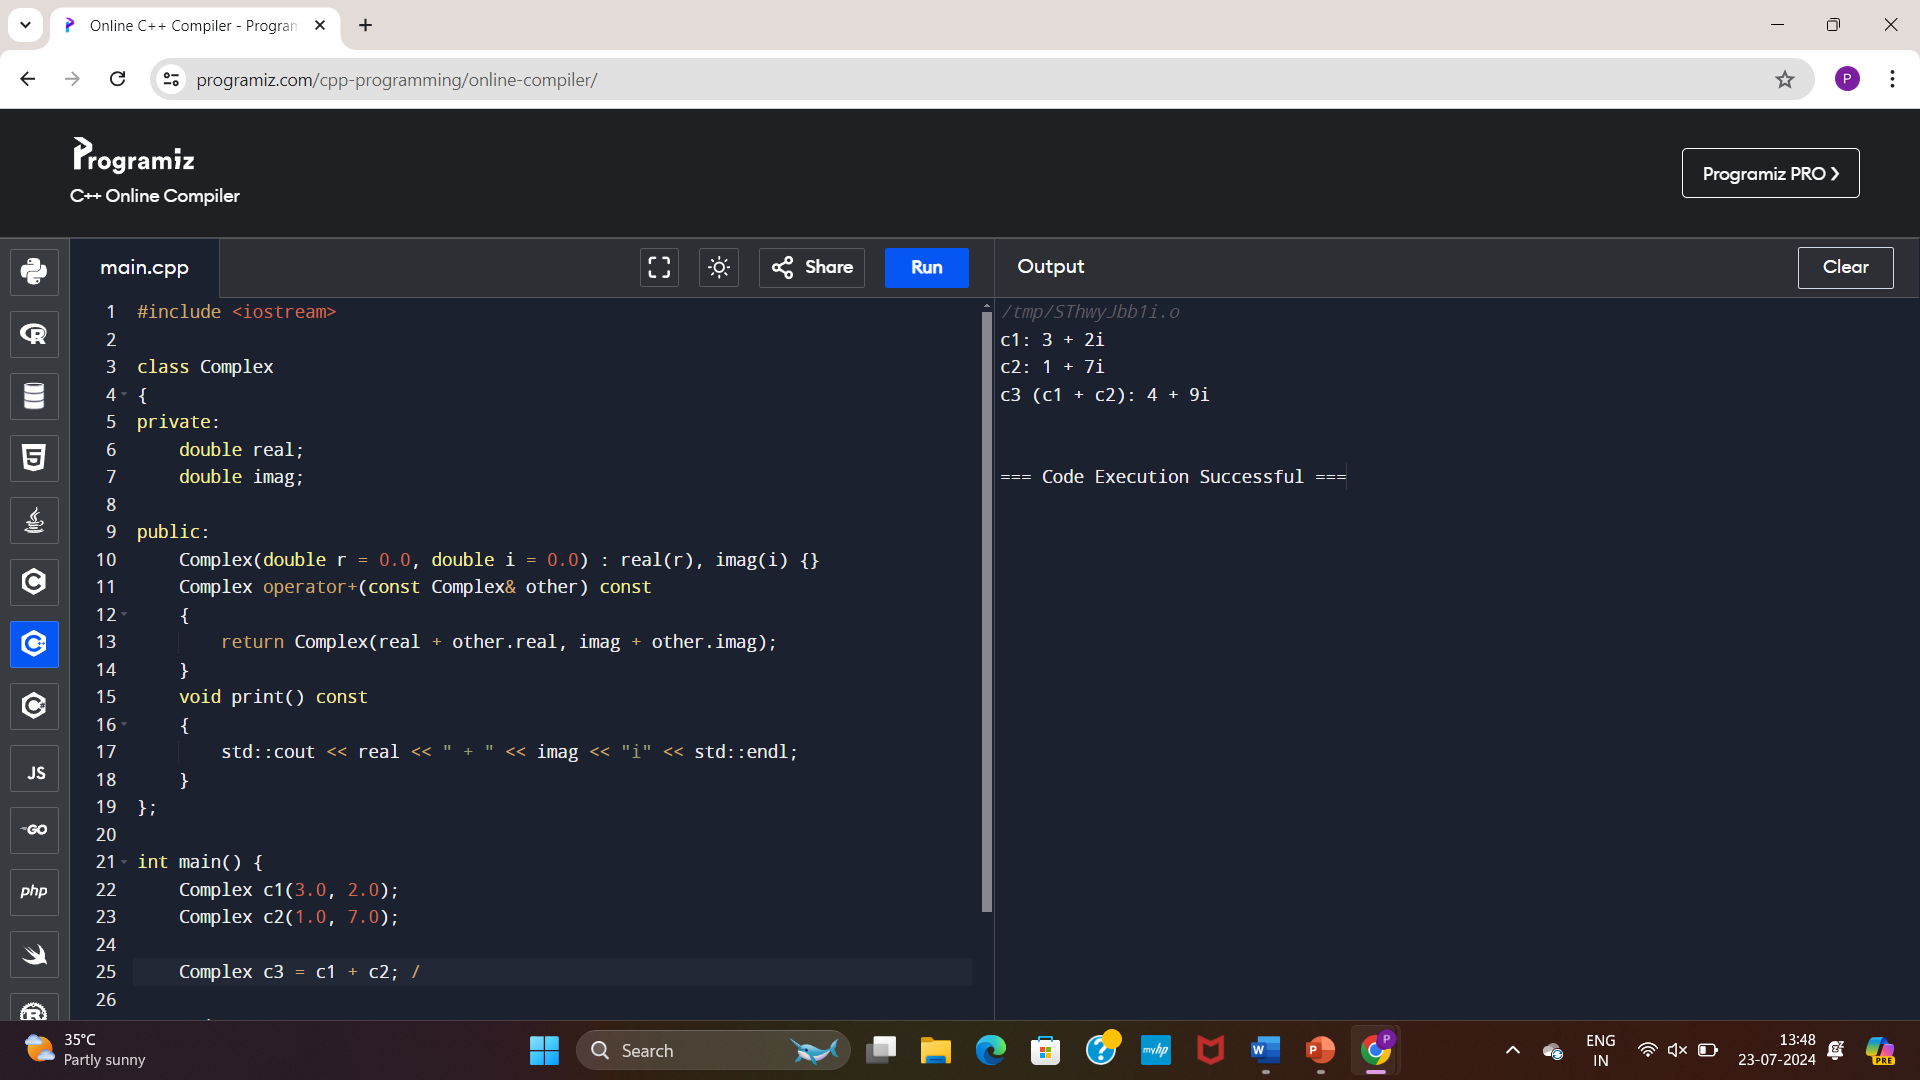 Online C++ Compiler - Program
programiz.com/cpp-programming/online-compiler/
P
Programiz
C++ Online Compiler
Programiz PRO
main.cpp
Share
Run
Output
Clear
1 #include <iostream>
2
3 class Complex
4 {
5 private:
6     double real;
7     double imag;
8
9 public:
10     Complex(double r = 0.0, double i = 0.0) : real(r), imag(i) {}
11     Complex operator+(const Complex& other) const
12     {
13         return Complex(real + other.real, imag + other.imag);
14     }
15     void print() const
16     {
17         std::cout << real << " + " << imag << "i" << std::endl;
18     }
19 };
20
21 int main() {
22     Complex c1(3.0, 2.0);
23     Complex c2(1.0, 7.0);
24
25     Complex c3 = c1 + c2; /
26
/tmp/SThwyJbb1i.o
c1: 3 + 2i
c2: 1 + 7i
c3 (c1 + c2): 4 + 9i
=== Code Execution Successful ===
R
5
C
C
C
JS
GO
php
R
35°C
Partly sunny
Search
myhp
W
P
P
ENG
IN
13:48
23-07-2024
PRE